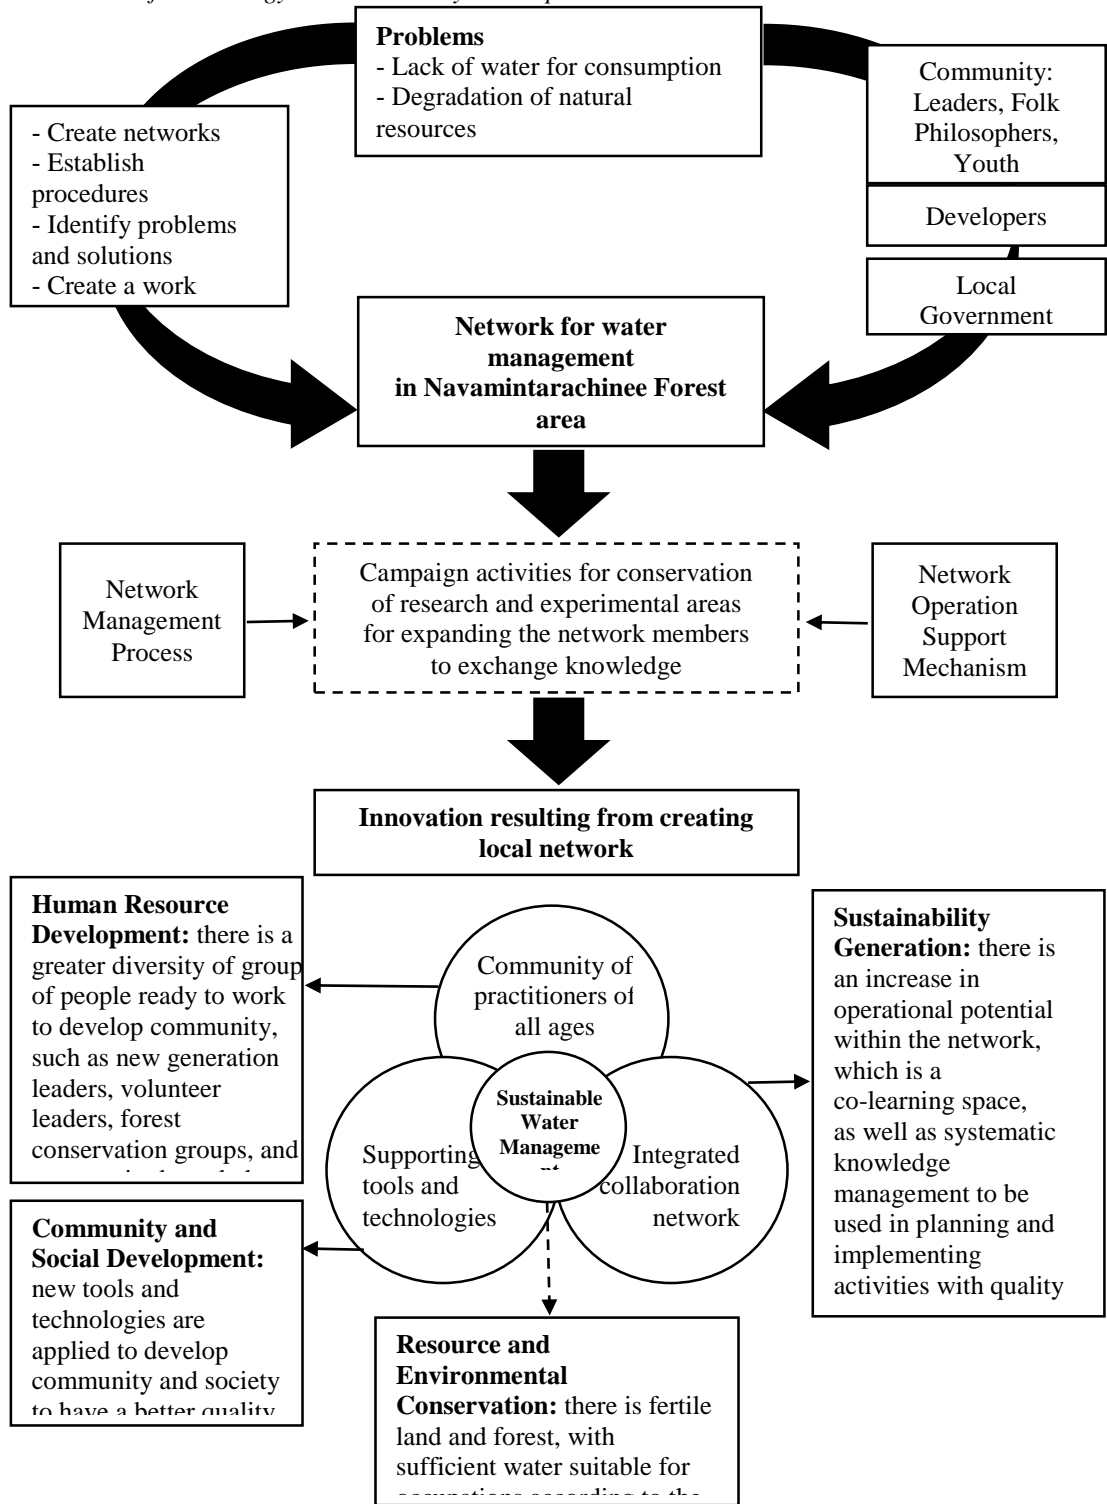 Problems
- Lack of water for consumption
- Degradation of natural
resources
Community:
Leaders, Folk
Philosophers,
Youth
Developers
Local
Government
- Create networks
- Establish
procedures
- Identify problems
and solutions
- Create a work
Network for water
management
in Navamintarachinee Forest
area
Network
Management
Process
Campaign activities for conservation
of research and experimental areas
for expanding the network members
to exchange knowledge
Network
Operation
Support
Mechanism
Innovation resulting from creating
local network
Human Resource
Development: there is a
greater diversity of group
of people ready to work
to develop community,
such as new generation
leaders, volunteer
leaders, forest
conservation groups, and
Community of
practitioners of
all ages
Sustainable
Water
Manageme
Supporting
tools and
technologies
Integrated
collaboration
network
Sustainability
Generation: there is
an increase in
operational potential
within the network,
which is a
co-learning space,
as well as systematic
knowledge
management to be
used in planning and
implementing
activities with quality
Community and
Social Development:
new tools and
technologies are
applied to develop
community and society
to have a better quality
Resource and
Environmental
Conservation: there is fertile
land and forest, with
sufficient water suitable for
occupations according to the